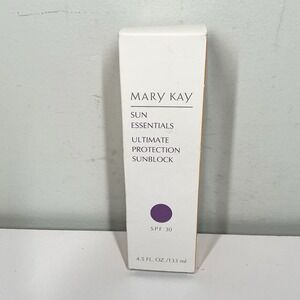 MARY KAY
SUN
ESSENTIALS
ULTIMATE
PROTECTION
SUNBLOCK
SPF 30
4.5 FL. OZ./133 ml